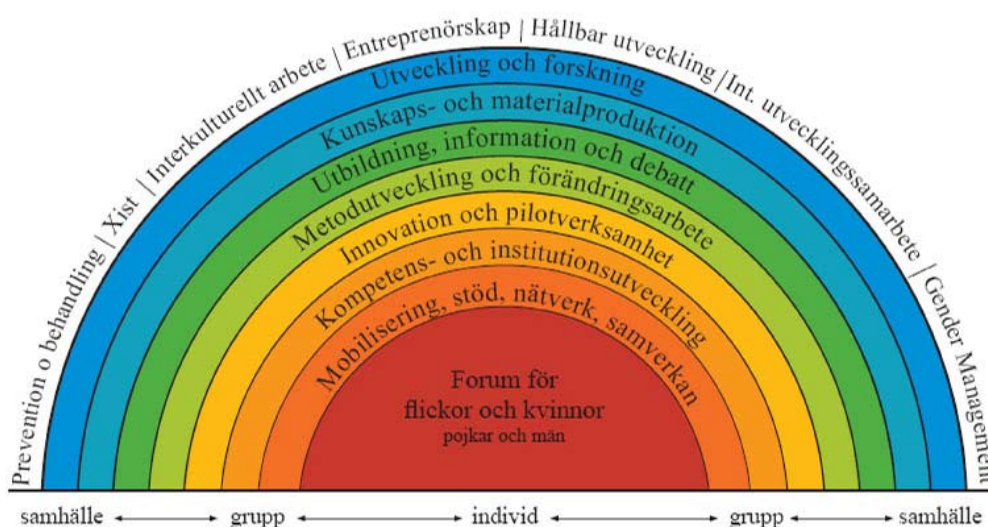 Prevention o behandling | Xist | Interkulturellt arbete | Entreprenörskap | Hållbar utveckling | Int. utvecklingssamarbete | Gender Management
Utveckling och forskning
Kunskaps- och materialproduktion
Utbildning, information och debatt
Metodutveckling och förändringsarbete
Innovation och pilotverksamhet
Kompetens- och institutionsutveckling
Mobilisering, stöd, nätverk, samverkan
Forum för
flickor och kvinnor
pojkar och män
samhälle grupp individ grupp samhälle